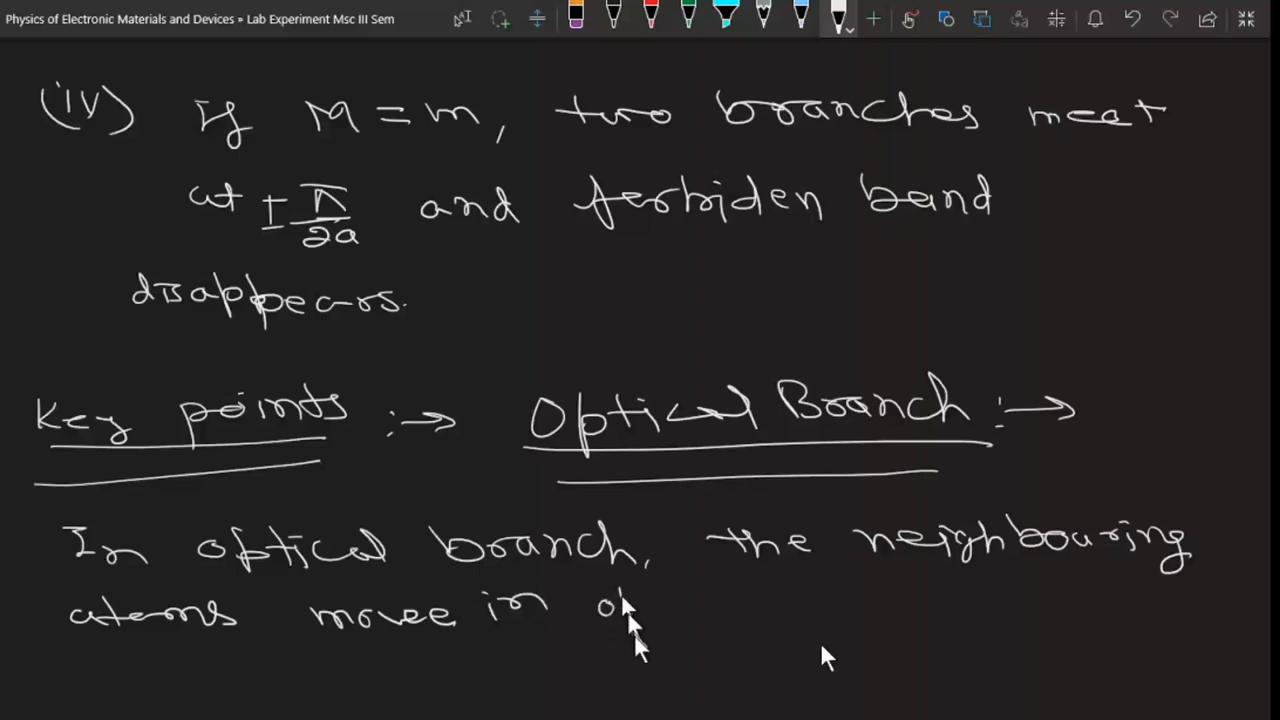 Physics of Electronic Materials and Devices » Lab Experiment Msc III Sem
(iv) If M = m, two branches meet
at ± π/2a and forbiden band
disappears.
Key points :→ Optical Branch :→
In optical branch, the neighbouring
atoms move in